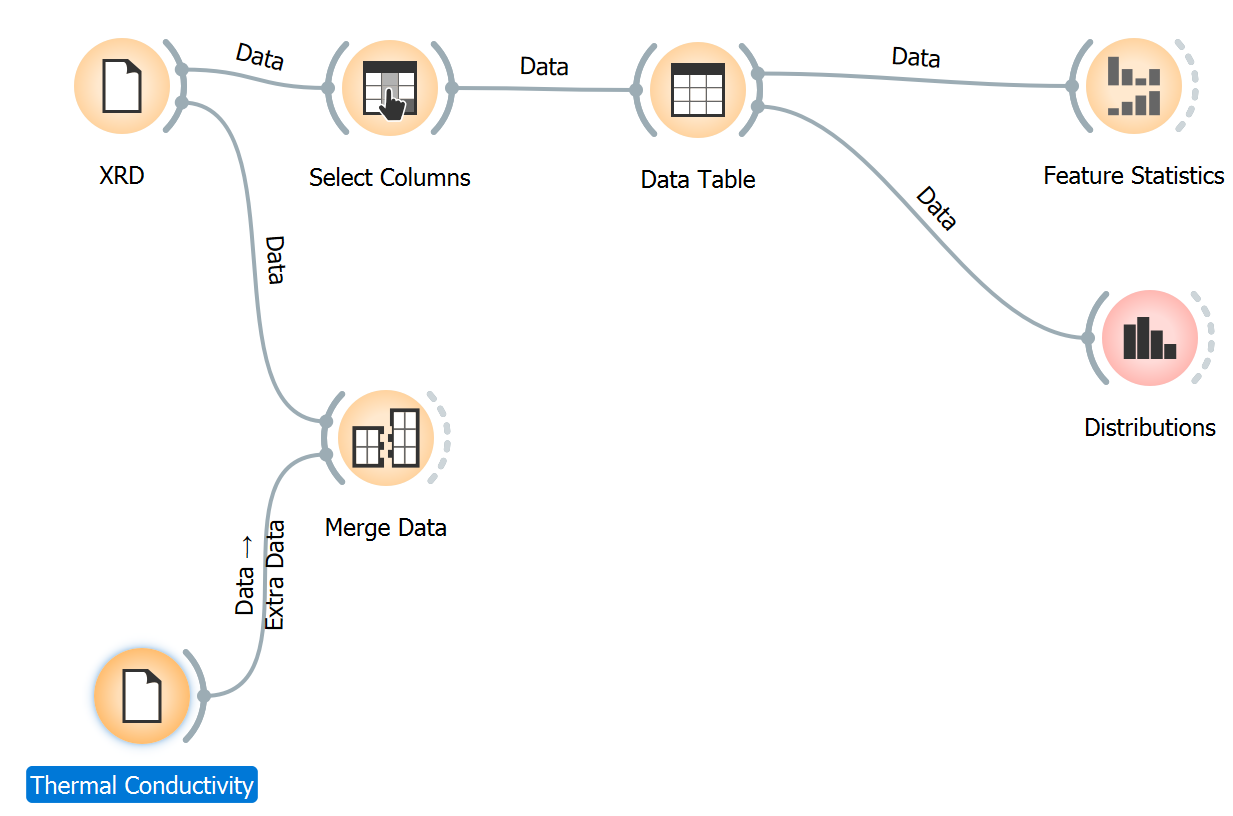 Data
Data
Data
XRD
Select Columns
Data Table
Feature Statistics
Data
Data
Distributions
Merge Data
Data →
Extra Data
Thermal Conductivity